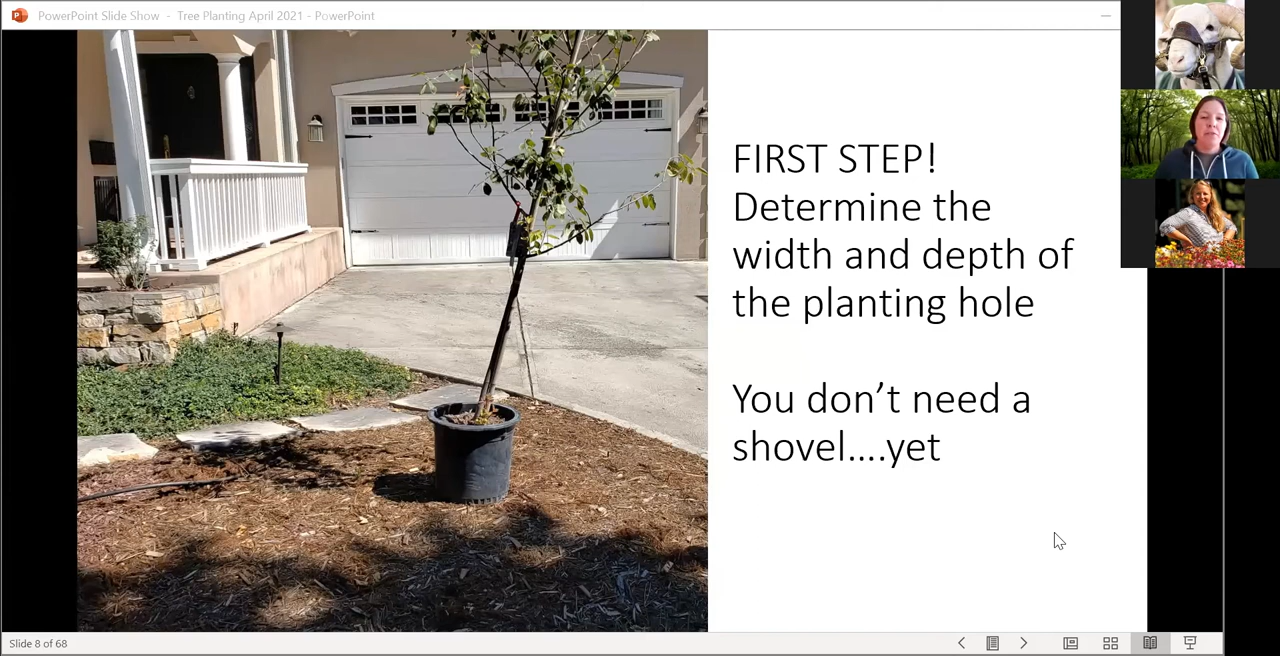 PowerPoint Slide Show - Tree Planting April 2021 - PowerPoint
FIRST STEP!
Determine the
width and depth of
the planting hole
You don’t need a
shovel....yet
Slide 8 of 68